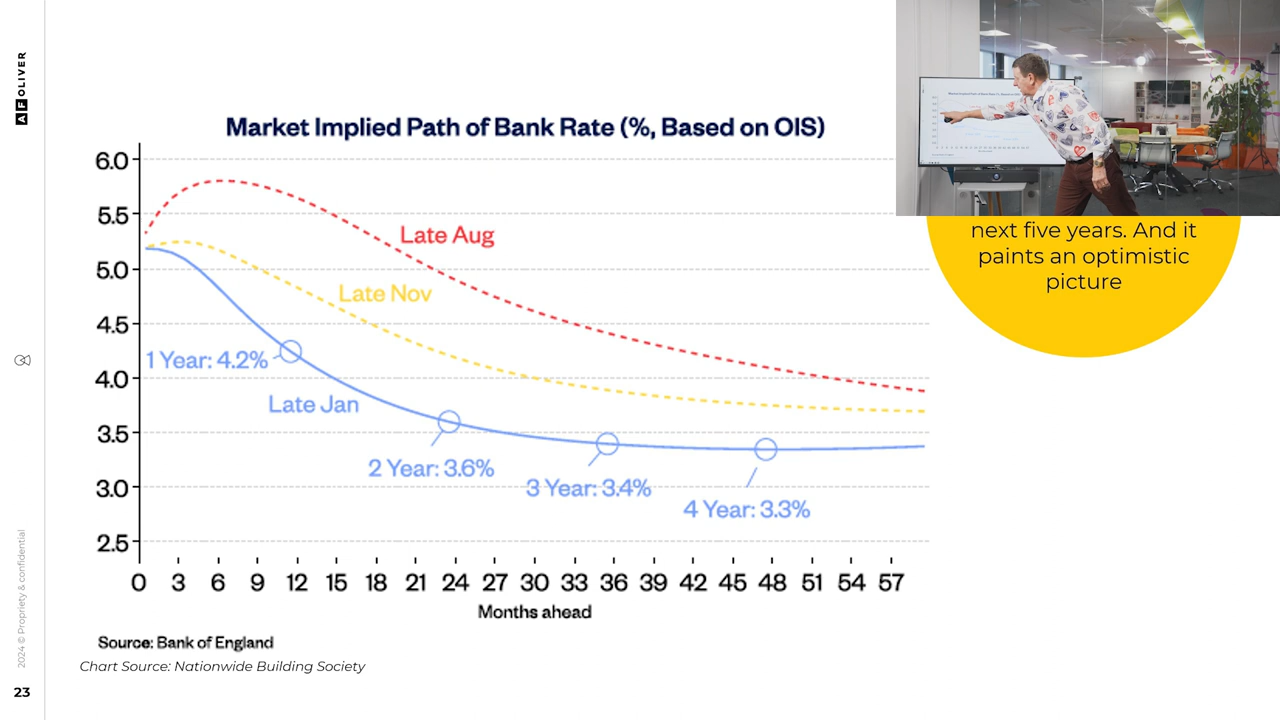 AF OLIVER
Market Implied Path of Bank Rate (%, Based on OIS)
6.0
5.5
5.0
4.5
4.0
3.5
3.0
2.5
Late Aug
Late Nov
1 Year: 4.2%
Late Jan
2 Year: 3.6%
3 Year: 3.4%
4 Year: 3.3%
0 3 6 9 12 15 18 21 24 27 30 33 36 39 42 45 48 51 54 57
Months ahead
Source: Bank of England
Chart Source: Nationwide Building Society
next five years. And it
paints an optimistic
picture
2024 © Propriety & confidential
23